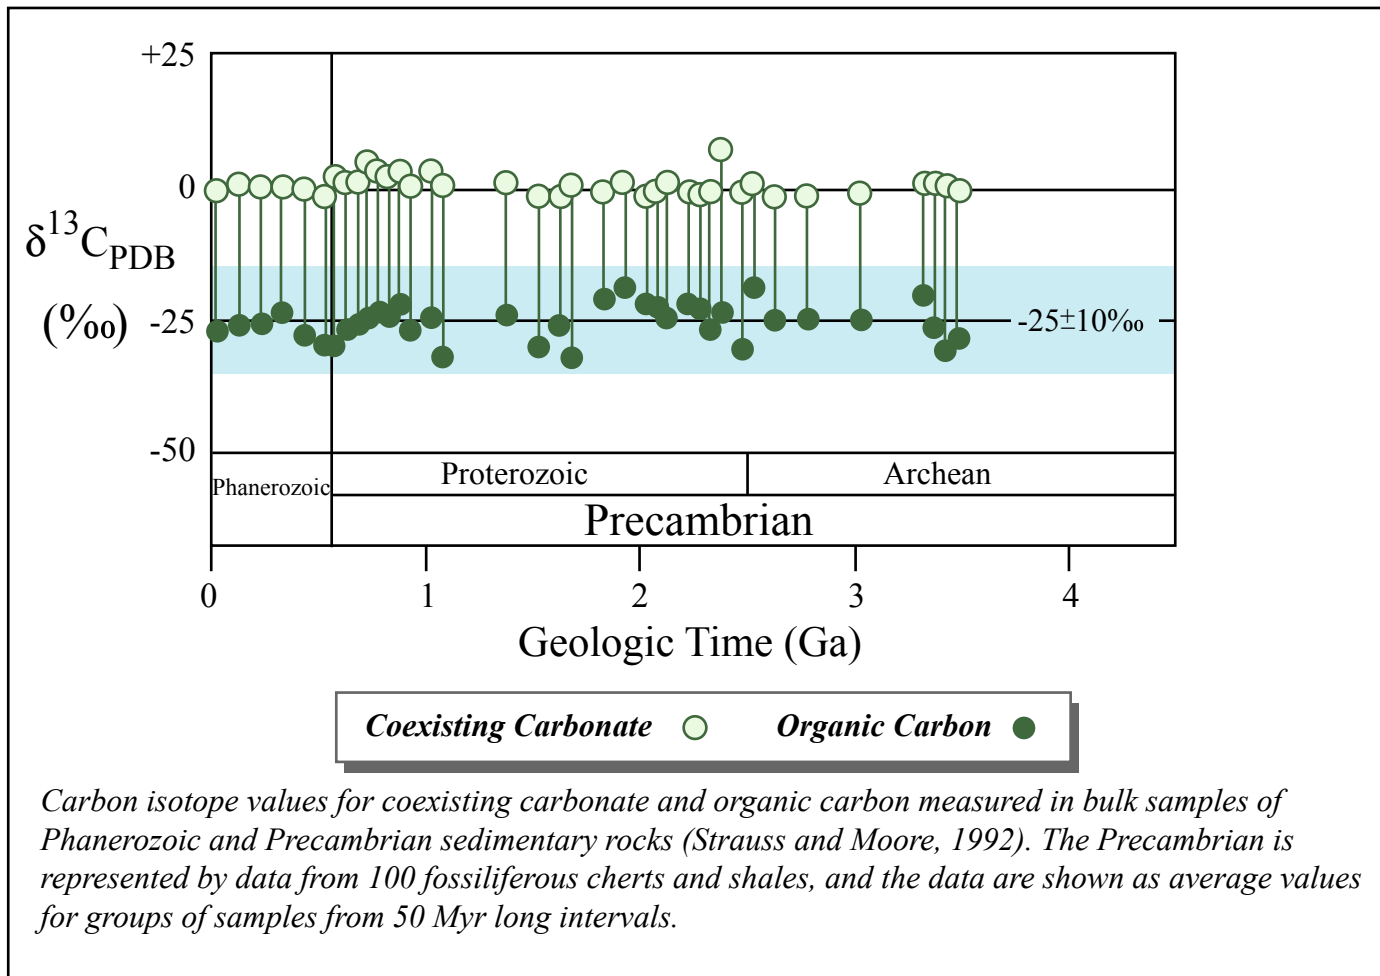 +25
0
δ¹³C_PDB
(‰)
-25
-25±10‰
-50
Phanerozoic
Proterozoic
Archean
Precambrian
0 1 2 3 4
Geologic Time (Ga)
Coexisting Carbonate Organic Carbon
Carbon isotope values for coexisting carbonate and organic carbon measured in bulk samples of
Phanerozoic and Precambrian sedimentary rocks (Strauss and Moore, 1992). The Precambrian is
represented by data from 100 fossiliferous cherts and shales, and the data are shown as average values
for groups of samples from 50 Myr long intervals.